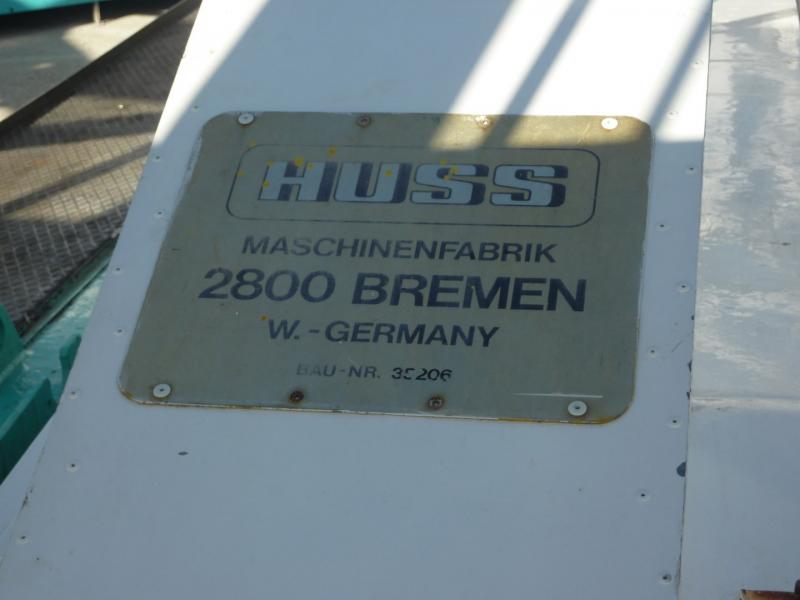 HUSS
MASCHINENFABRIK
2800 BREMEN
W.-GERMANY
BAU-NR. 35206